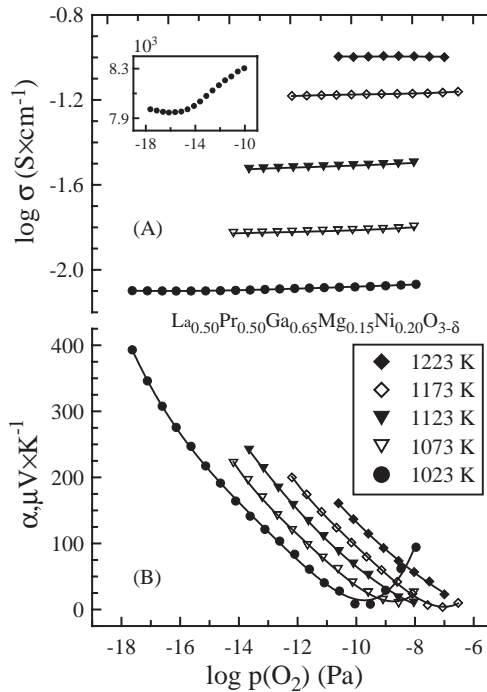 (A)
log σ (S×cm⁻¹)
-1.0
-1.2
-1.6
-2.0
10³
8.3
7.9
-18
-14
-10
La₀.₅₀Pr₀.₅₀Ga₀.₆₅Mg₀.₁₅Ni₀.₂₀O₃₋δ
(B)
α,μV×K⁻¹
400
300
200
100
0
1223 K
1173 K
1123 K
1073 K
1023 K
-18
-16
-14
-12
-10
-8
-6
log p(O₂) (Pa)